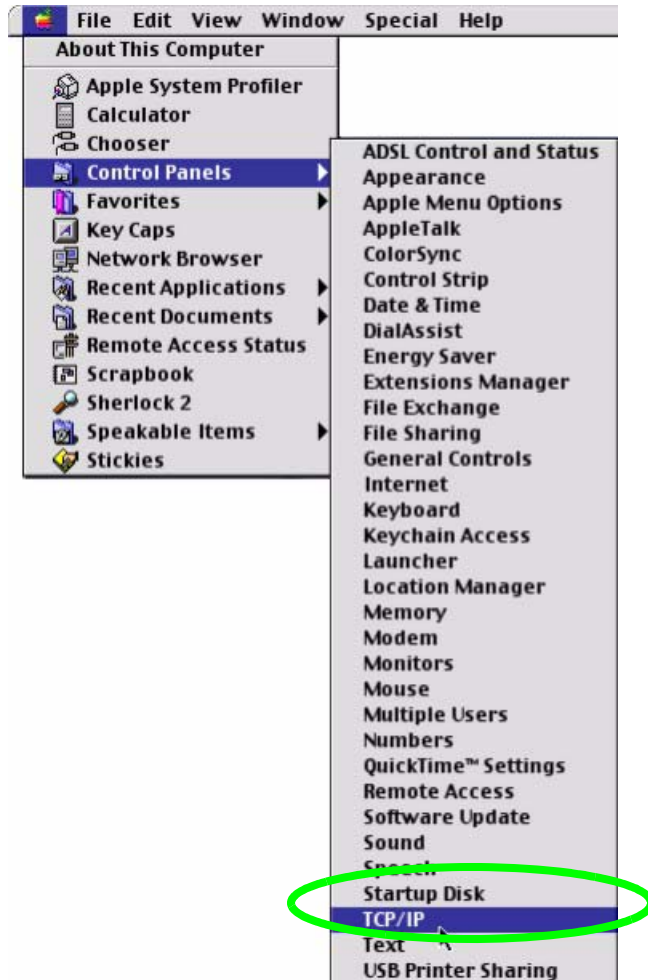 File Edit View Window Special Help
About This Computer
Apple System Profiler
Calculator
Chooser
Control Panels
Favorites
Key Caps
Network Browser
Recent Applications
Recent Documents
Remote Access Status
Scrapbook
Sherlock 2
Speakable Items
Stickies
ADSL Control and Status
Appearance
Apple Menu Options
AppleTalk
ColorSync
Control Strip
Date & Time
DialAssist
Energy Saver
Extensions Manager
File Exchange
File Sharing
General Controls
Internet
Keyboard
Keychain Access
Launcher
Location Manager
Memory
Modem
Monitors
Mouse
Multiple Users
Numbers
QuickTime™ Settings
Remote Access
Software Update
Sound
Speech
Startup Disk
TCP/IP
Text
USB Printer Sharing